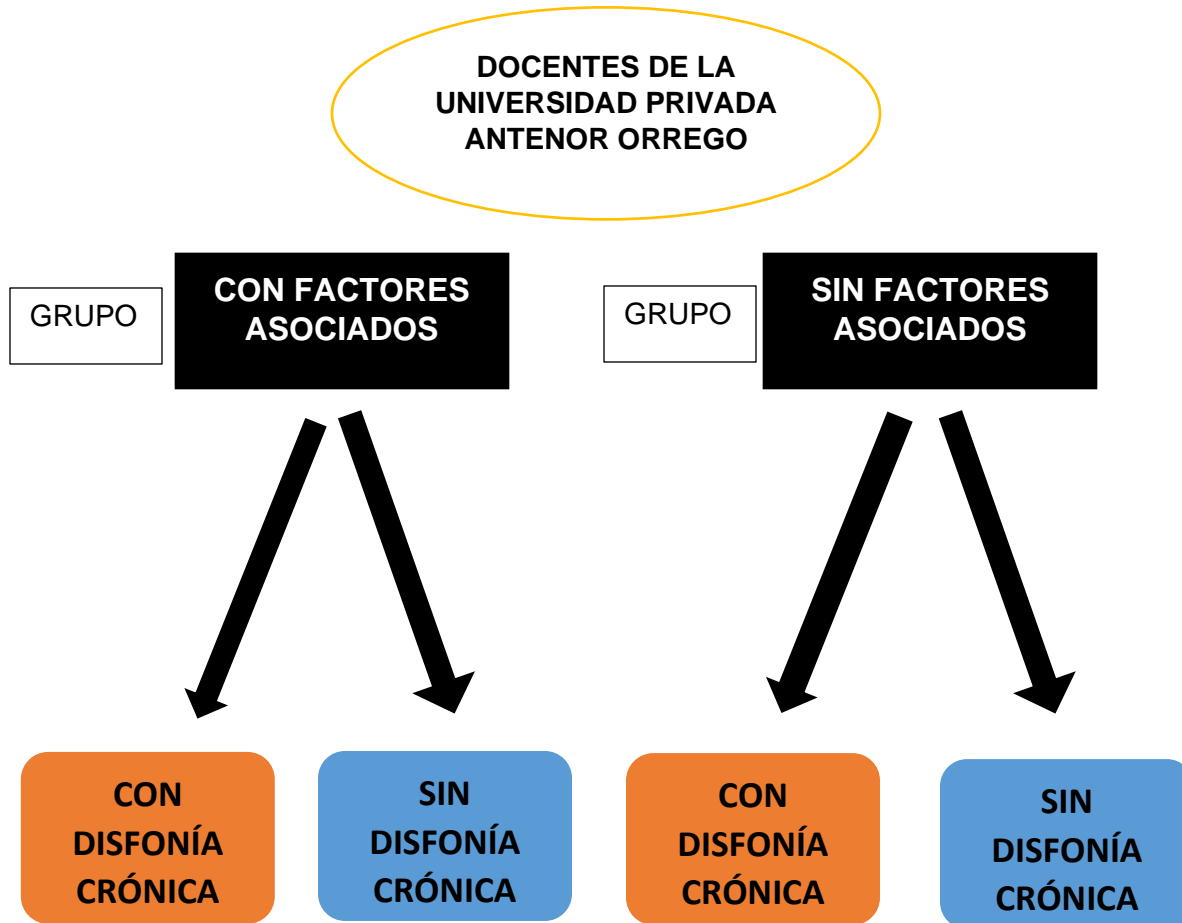 DOCENTES DE LA
UNIVERSIDAD PRIVADA
ANTENOR ORREGO
GRUPO
CON FACTORES
ASOCIADOS
GRUPO
SIN FACTORES
ASOCIADOS
CON
DISFONÍA
CRÓNICA
SIN
DISFONÍA
CRÓNICA
CON
DISFONÍA
CRÓNICA
SIN
DISFONÍA
CRÓNICA